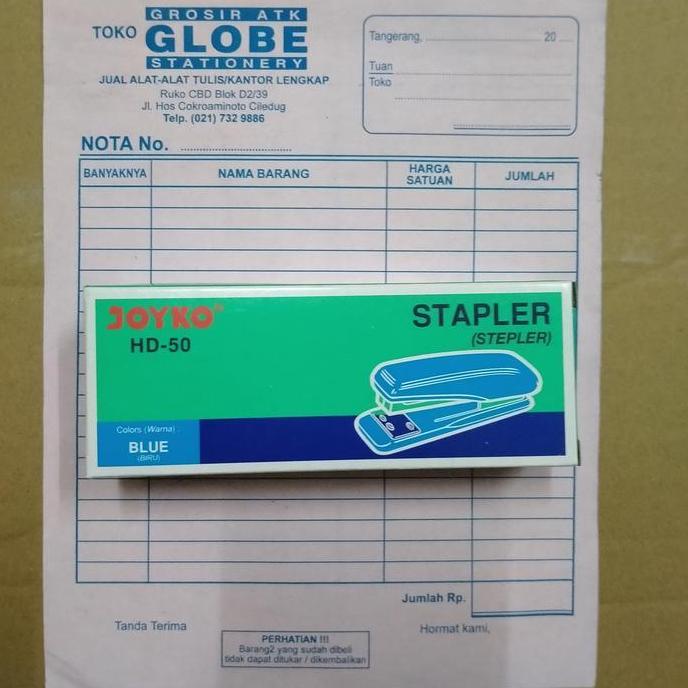 GROSIR ATK
TOKO GLOBE
STATIONERY
JUAL ALAT-ALAT TULIS/KANTOR LENGKAP
Ruko CBD Blok D2/39
Jl. Hos Cokroaminoto Ciledug
Telp. (021) 732 9886
Tangerang, 20
Tuan
Toko
NOTA No.
BANYAKNYA NAMA BARANG HARGA SATUAN JUMLAH
JOYKO
HD-50
STAPLER
(STEPLER)
Colors (Warna) :
BLUE
(BIRU)
Jumlah Rp.
Tanda Terima
Hormat kami,
PERHATIAN !!!
Barang2 yang sudah dibeli
tidak dapat ditukar / dikembalikan